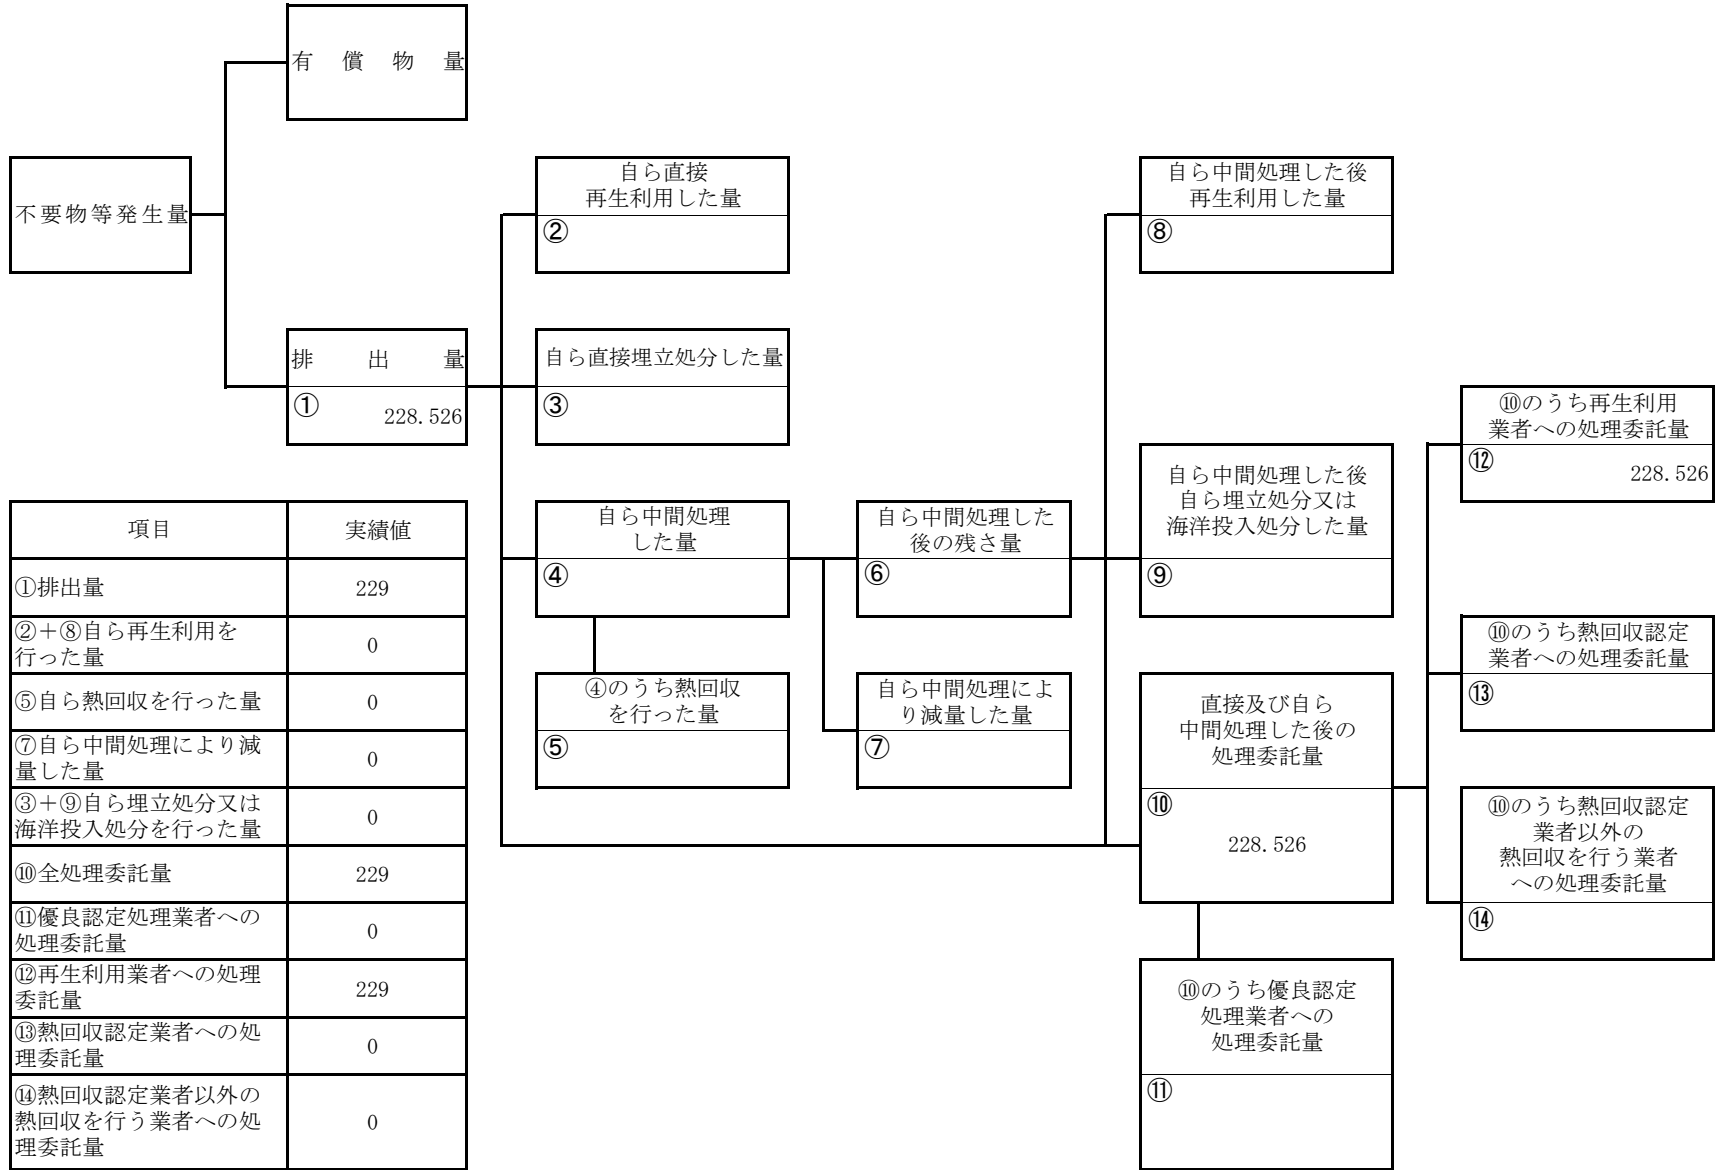 有償物量
不要物等発生量
自ら直接
再生利用した量
②
自ら中間処理した後
再生利用した量
⑧
排出量
①
228.526
自ら直接埋立処分した量
③
⑩のうち再生利用
業者への処理委託量
⑫
228.526
自ら中間処理
した量
④
自ら中間処理した
後の残さ量
⑥
自ら中間処理した後
自ら埋立処分又は
海洋投入処分した量
⑨
⑩のうち熱回収認定
業者への処理委託量
⑬
④のうち熱回収
を行った量
⑤
自ら中間処理によ
り減量した量
⑦
直接及び自ら
中間処理した後の
処理委託量
⑩
228.526
⑩のうち熱回収認定
業者以外の
熱回収を行う業者
への処理委託量
⑭
⑩のうち優良認定
処理業者への
処理委託量
⑪
項目 実績値
①排出量 229
②＋⑧自ら再生利用を
行った量 0
⑤自ら熱回収を行った量 0
⑦自ら中間処理により減
量した量 0
③＋⑨自ら埋立処分又は
海洋投入処分を行った量 0
⑩全処理委託量 229
⑪優良認定処理業者への
処理委託量 0
⑫再生利用業者への処理
委託量 229
⑬熱回収認定業者への処
理委託量 0
⑭熱回収認定業者以外の
熱回収を行う業者への処
理委託量 0